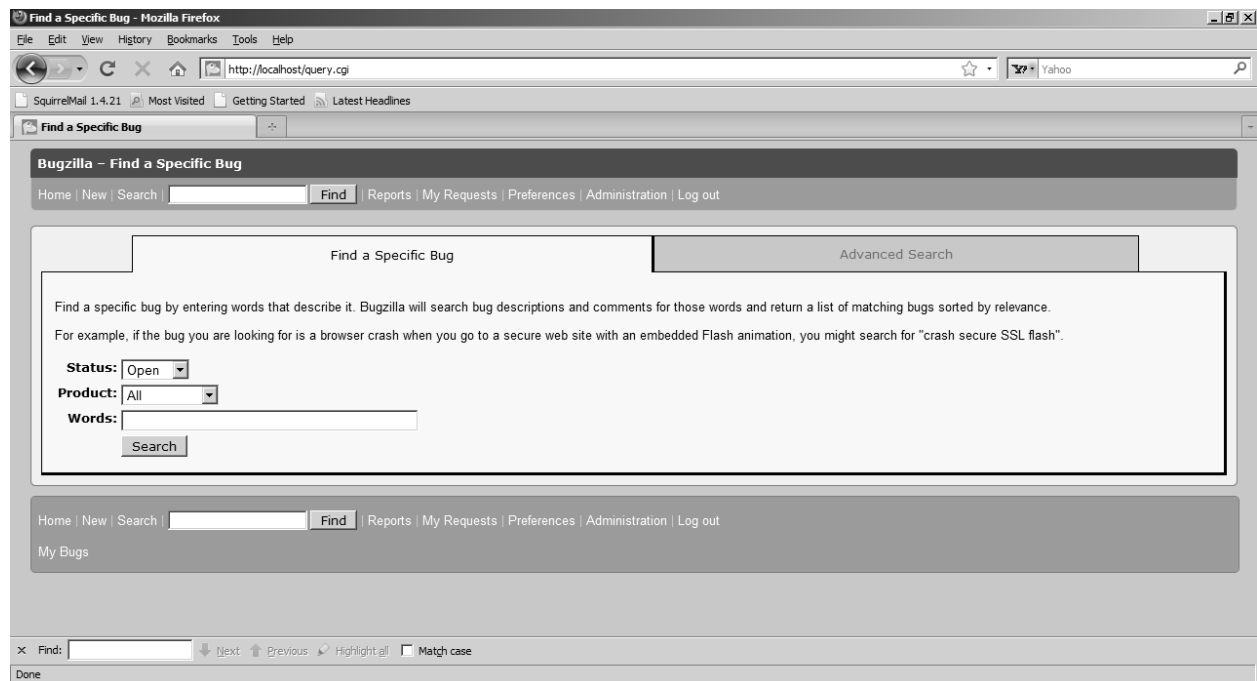 Find a Specific Bug - Mozilla Firefox
File Edit View History Bookmarks Tools Help
http://localhost/query.cgi Yahoo
SquirrelMail 1.4.21 Most Visited Getting Started Latest Headlines
Find a Specific Bug
Bugzilla – Find a Specific Bug
Home | New | Search | Find | Reports | My Requests | Preferences | Administration | Log out
Find a Specific Bug Advanced Search
Find a specific bug by entering words that describe it. Bugzilla will search bug descriptions and comments for those words and return a list of matching bugs sorted by relevance.
For example, if the bug you are looking for is a browser crash when you go to a secure web site with an embedded Flash animation, you might search for "crash secure SSL flash".
Status: Open
Product: All
Words:
Search
Home | New | Search | Find | Reports | My Requests | Preferences | Administration | Log out
My Bugs
× Find: Next Previous Highlight all Match case
Done